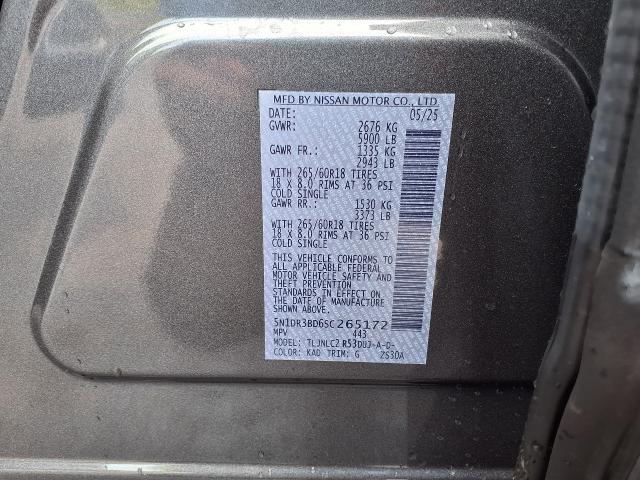 MFD BY NISSAN MOTOR CO., LTD.
DATE: 05/25
GVWR: 2676 KG
5900 LB
GAWR FR.: 1335 KG
2943 LB
WITH 265/60R18 TIRES
18 X 8.0 RIMS AT 36 PSI
COLD SINGLE
GAWR RR.: 1530 KG
3373 LB
WITH 265/60R18 TIRES
18 X 8.0 RIMS AT 36 PSI
COLD SINGLE
THIS VEHICLE CONFORMS TO
ALL APPLICABLE FEDERAL
MOTOR VEHICLE SAFETY AND
THEFT PREVENTION
STANDARDS IN EFFECT ON
THE DATE OF MANUFACTURE
SHOWN ABOVE.
5N1DR3BD6SC265172
MPV 443
MODEL: TLJNLC2 R53DUJ-A-D-
COLOR: KAD TRIM: G 2S30A